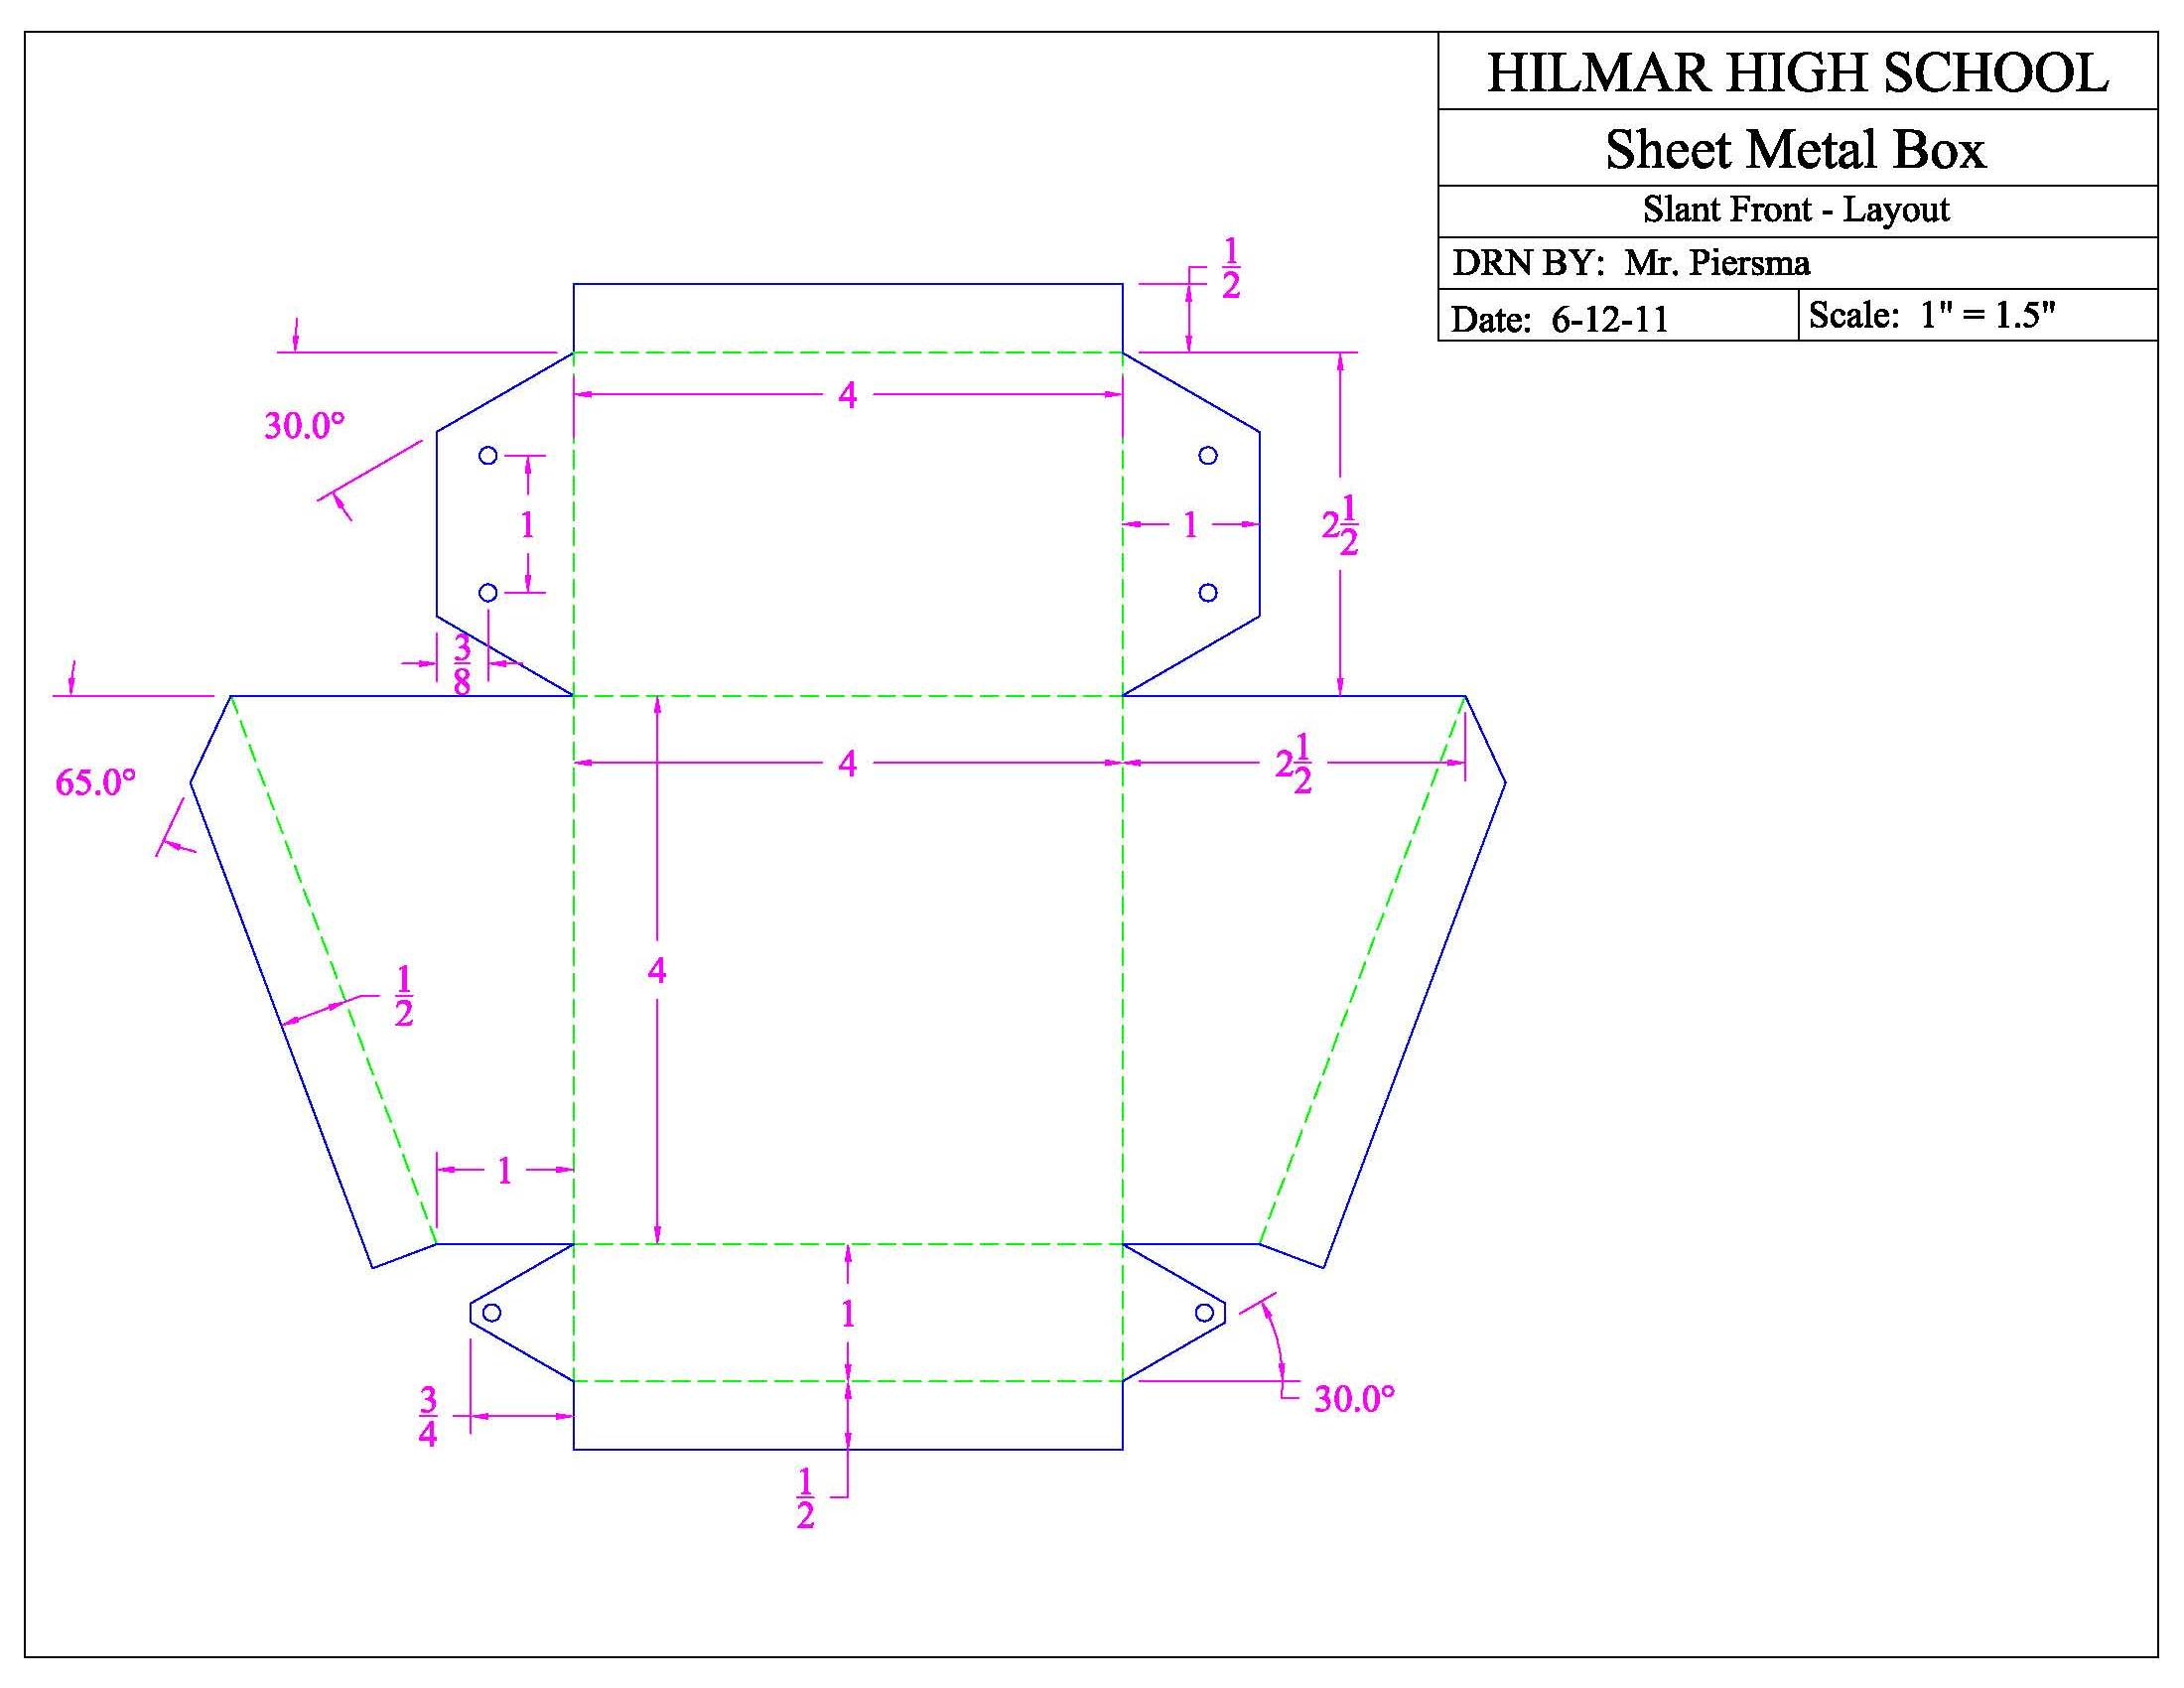 HILMAR HIGH SCHOOL
Sheet Metal Box
Slant Front - Layout
DRN BY: Mr. Piersma
Date: 6-12-11
Scale: 1" = 1.5"
1/2
4
30.0°
1
1
2 1/2
3/8
4
2 1/2
65.0°
4
1/2
1
1
30.0°
3/4
1/2